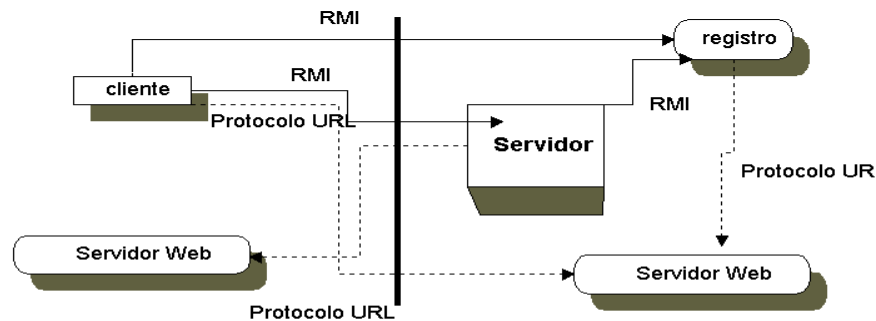 RMI
registro
RMI
cliente
RMI
Protocolo URL
Servidor
Protocolo UR
Servidor Web
Servidor Web
Protocolo URL